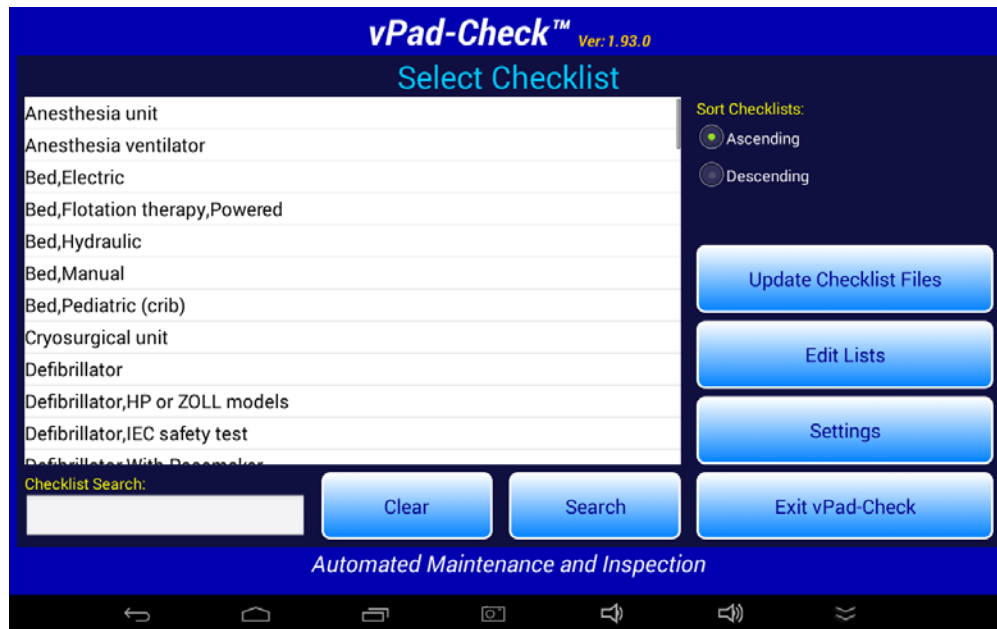 vPad-Check™ Ver: 1.93.0
Select Checklist
Anesthesia unit
Anesthesia ventilator
Bed,Electric
Bed,Flotation therapy,Powered
Bed,Hydraulic
Bed,Manual
Bed,Pediatric (crib)
Cryosurgical unit
Defibrillator
Defibrillator,HP or ZOLL models
Defibrillator,IEC safety test
Defibrillator With Pacemaker
Sort Checklists:
Ascending
Descending
Update Checklist Files
Edit Lists
Settings
Checklist Search:
Clear
Search
Exit vPad-Check
Automated Maintenance and Inspection